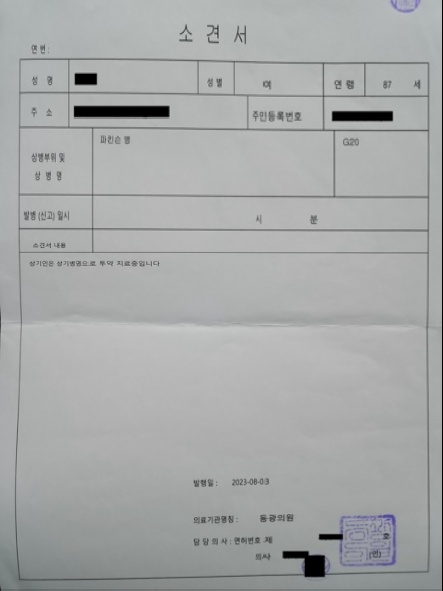 소견서
연번:
성 명
성 별 여 연 령 87 세
주 소 주민등록번호
상병부위 및 상 병 명 파킨슨 병 G20
발병 (신고) 일시 시 분
소견서 내용
상기인은 상기병명으로 투약 치료중입니다
발행일 : 2023-08-03
의료기관명칭 : 동광의원
담 당 의 사 : 면허번호 제 호
의사 (인)